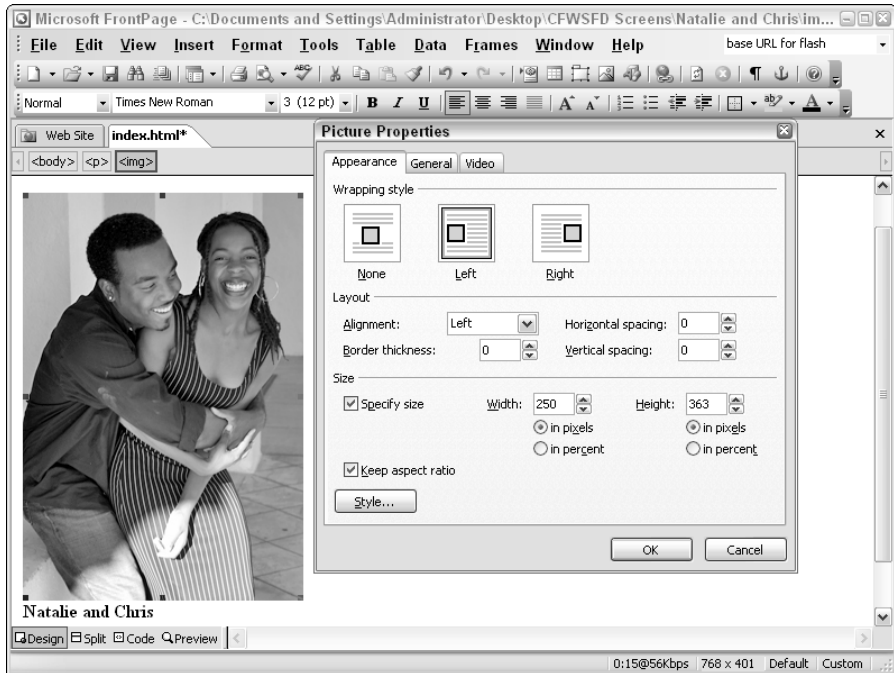 Microsoft FrontPage - C:\Documents and Settings\Administrator\Desktop\CFWSFD Screens\Natalie and Chris\im...
File Edit View Insert Format Tools Table Data Frames Window Help base URL for flash
Normal Times New Roman 3 (12 pt) B I U A A A
Web Site index.html*
<body> <p> <img>
Picture Properties
Appearance General Video
Wrapping style
None Left Right
Layout
Alignment: Left Horizontal spacing: 0
Border thickness: 0 Vertical spacing: 0
Size
Specify size Width: 250 Height: 363
in pixels in pixels
in percent in percent
Keep aspect ratio
Style...
OK Cancel
Natalie and Chris
Design Split Code Preview
0:15@56Kbps 768 x 401 Default Custom